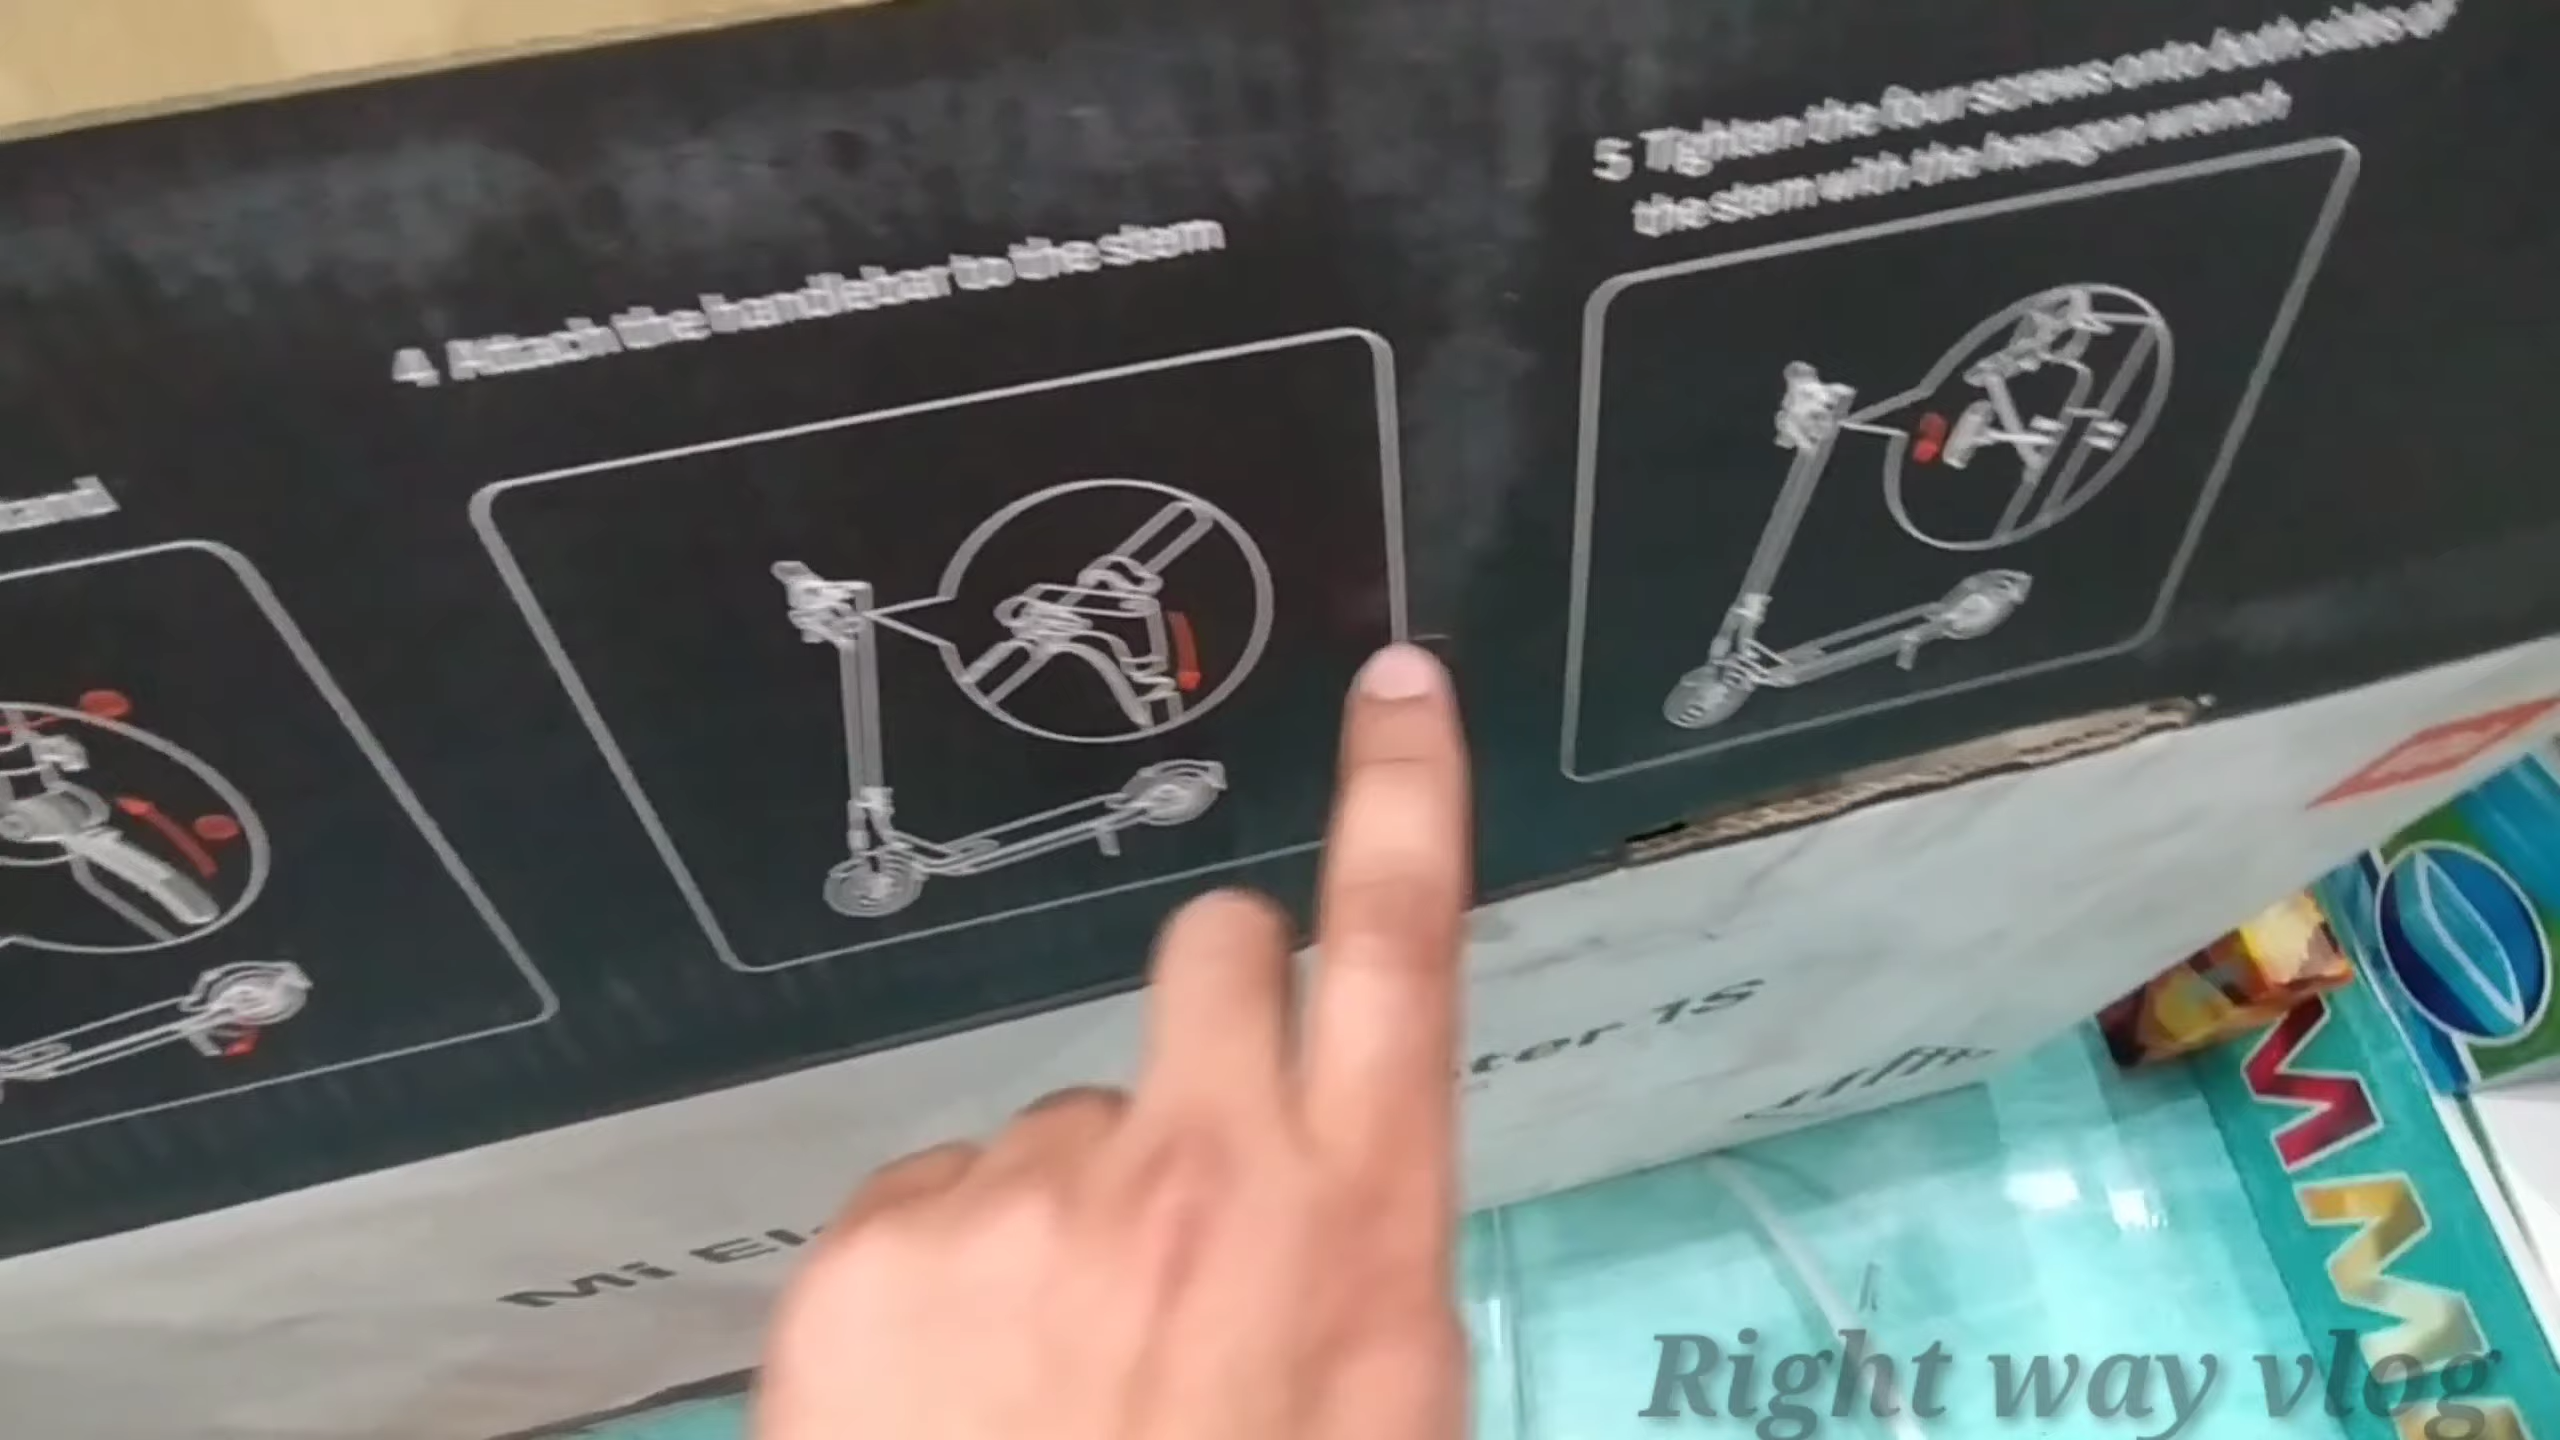 4 Attach the handlebar to the stem
5 Tighten the four screws onto both sides of
the stem with the hexagon wrench
tand
Mi El
ter 1S
Right way vlog